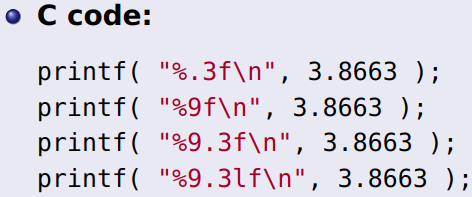 C code:
printf( "%.3f\n", 3.8663 );
printf( "%9f\n", 3.8663 );
printf( "%9.3f\n", 3.8663 );
printf( "%9.3lf\n", 3.8663 );